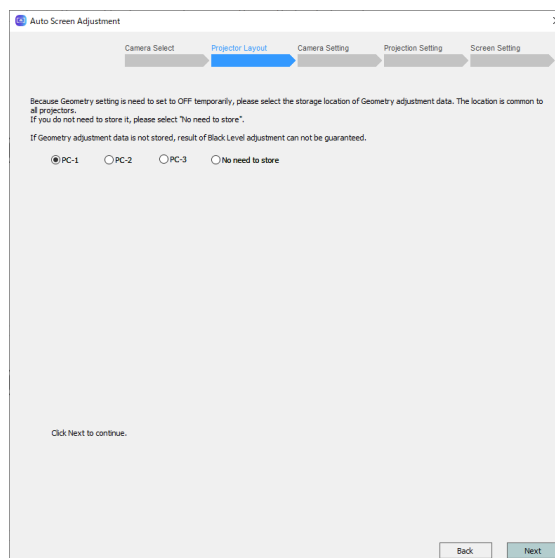 Auto Screen Adjustment
Camera Select Projector Layout Camera Setting Projection Setting Screen Setting
Because Geometry setting is need to set to OFF temporarily, please select the storage location of Geometry adjustment data. The location is common to
all projectors.
If you do not need to store it, please select "No need to store".
If Geometry adjustment data is not stored, result of Black Level adjustment can not be guaranteed.
PC-1 PC-2 PC-3 No need to store
Click Next to continue.
Back Next